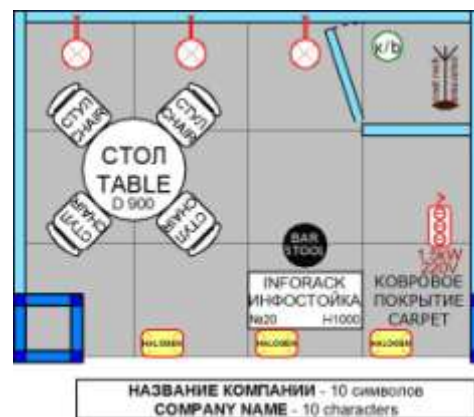 к/b
СТУЛ
CHAIR
СТУЛ
CHAIR
СТОЛ
TABLE
D 900
СТУЛ
CHAIR
СТУЛ
CHAIR
BAR
STOOL
1,5KW
220V
INFORACK
ИНФОСТОЙКА
№20 H1000
КОВРОВОЕ
ПОКРЫТИЕ
CARPET
HALOGEN
HALOGEN
HALOGEN
НАЗВАНИЕ КОМПАНИИ - 10 символов
COMPANY NAME - 10 characters